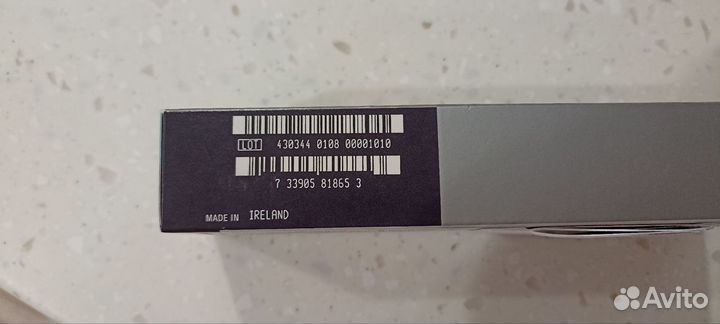 LOT 430344 0108 00001010
7 33905 81865 3
MADE IN IRELAND
Avito